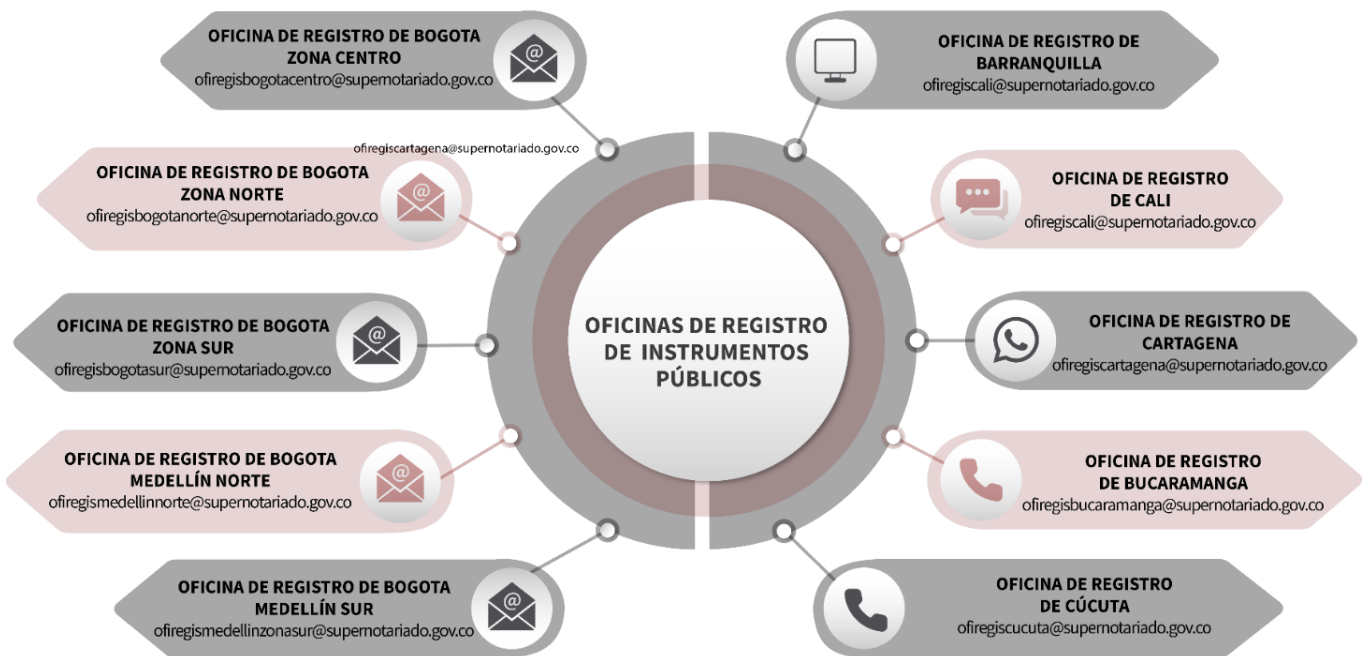 OFICINA DE REGISTRO DE BOGOTA
ZONA CENTRO
ofiregisbogotacentro@supernotariado.gov.co
ofiregiscartagena@supernotariado.gov.co
OFICINA DE REGISTRO DE BOGOTA
ZONA NORTE
ofiregisbogotanorte@supernotariado.gov.co
OFICINA DE REGISTRO DE BOGOTA
ZONA SUR
ofiregisbogotasur@supernotariado.gov.co
OFICINA DE REGISTRO DE BOGOTA
MEDELLÍN NORTE
ofiregismedellinnorte@supernotariado.gov.co
OFICINA DE REGISTRO DE BOGOTA
MEDELLÍN SUR
ofiregismedellinzonasur@supernotariado.gov.co
OFICINAS DE REGISTRO
DE INSTRUMENTOS
PÚBLICOS
OFICINA DE REGISTRO DE
BARRANQUILLA
ofiregiscali@supernotariado.gov.co
OFICINA DE REGISTRO
DE CALI
ofiregiscali@supernotariado.gov.co
OFICINA DE REGISTRO DE
CARTAGENA
ofiregiscartagena@supernotariado.gov.co
OFICINA DE REGISTRO
DE BUCARAMANGA
ofiregisbucaramanga@supernotariado.gov.co
OFICINA DE REGISTRO
DE CÚCUTA
ofiregiscucuta@supernotariado.gov.co